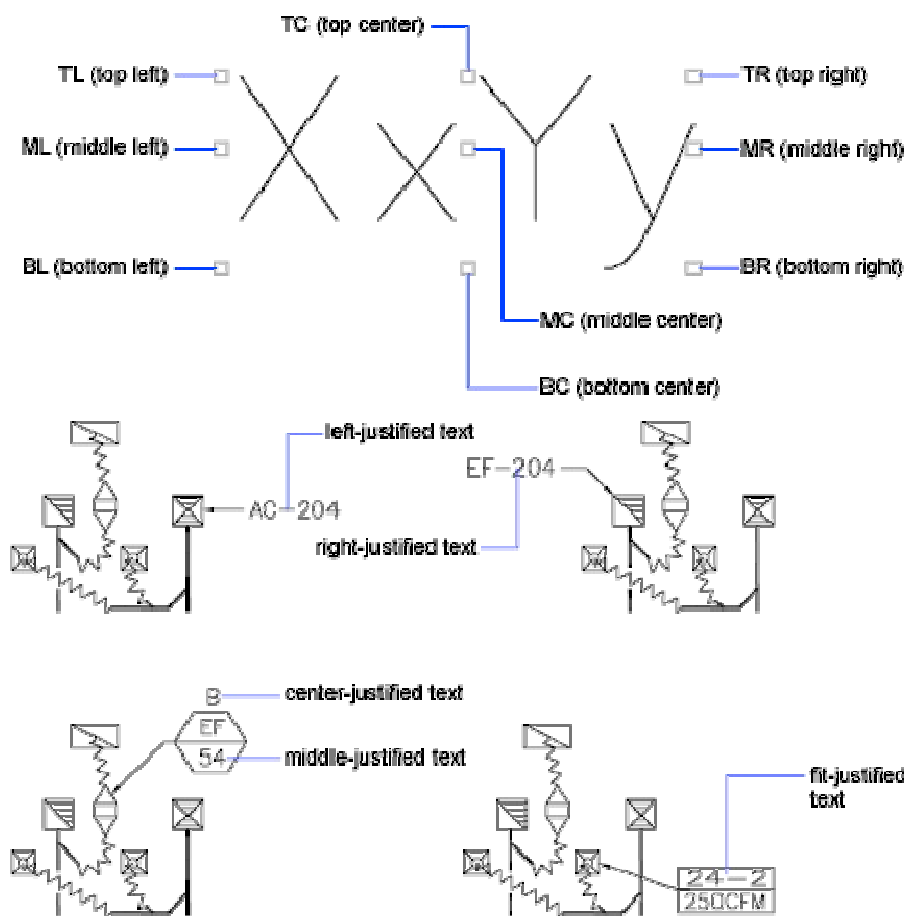 TC (top center)
TL (top left)
TR (top right)
X x Y y
ML (middle left)
MR (middle right)
BL (bottom left)
BR (bottom right)
MC (middle center)
BC (bottom center)
left-justified text
EF-204
AC-204
right-justified text
B
center-justified text
EF
54
middle-justified text
fit-justified
text
24-2
250CFM